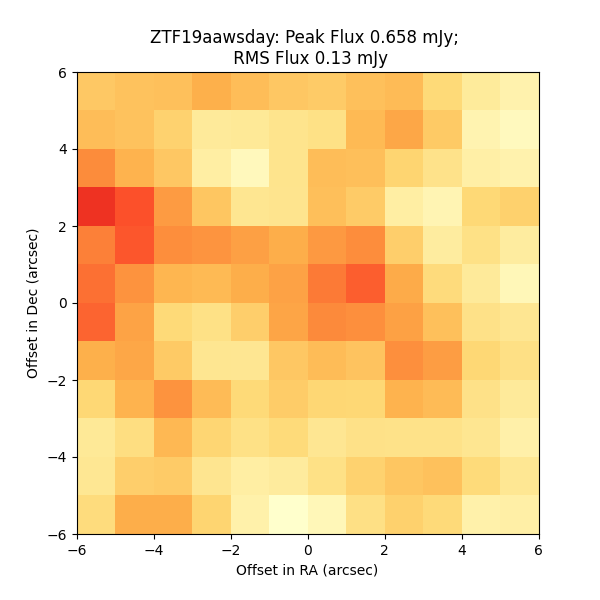 ZTF19aawsday: Peak Flux 0.658 mJy;
RMS Flux 0.13 mJy
6
4
2
0
−2
−4
−6
Offset in Dec (arcsec)
−6 −4 −2 0 2 4 6
Offset in RA (arcsec)